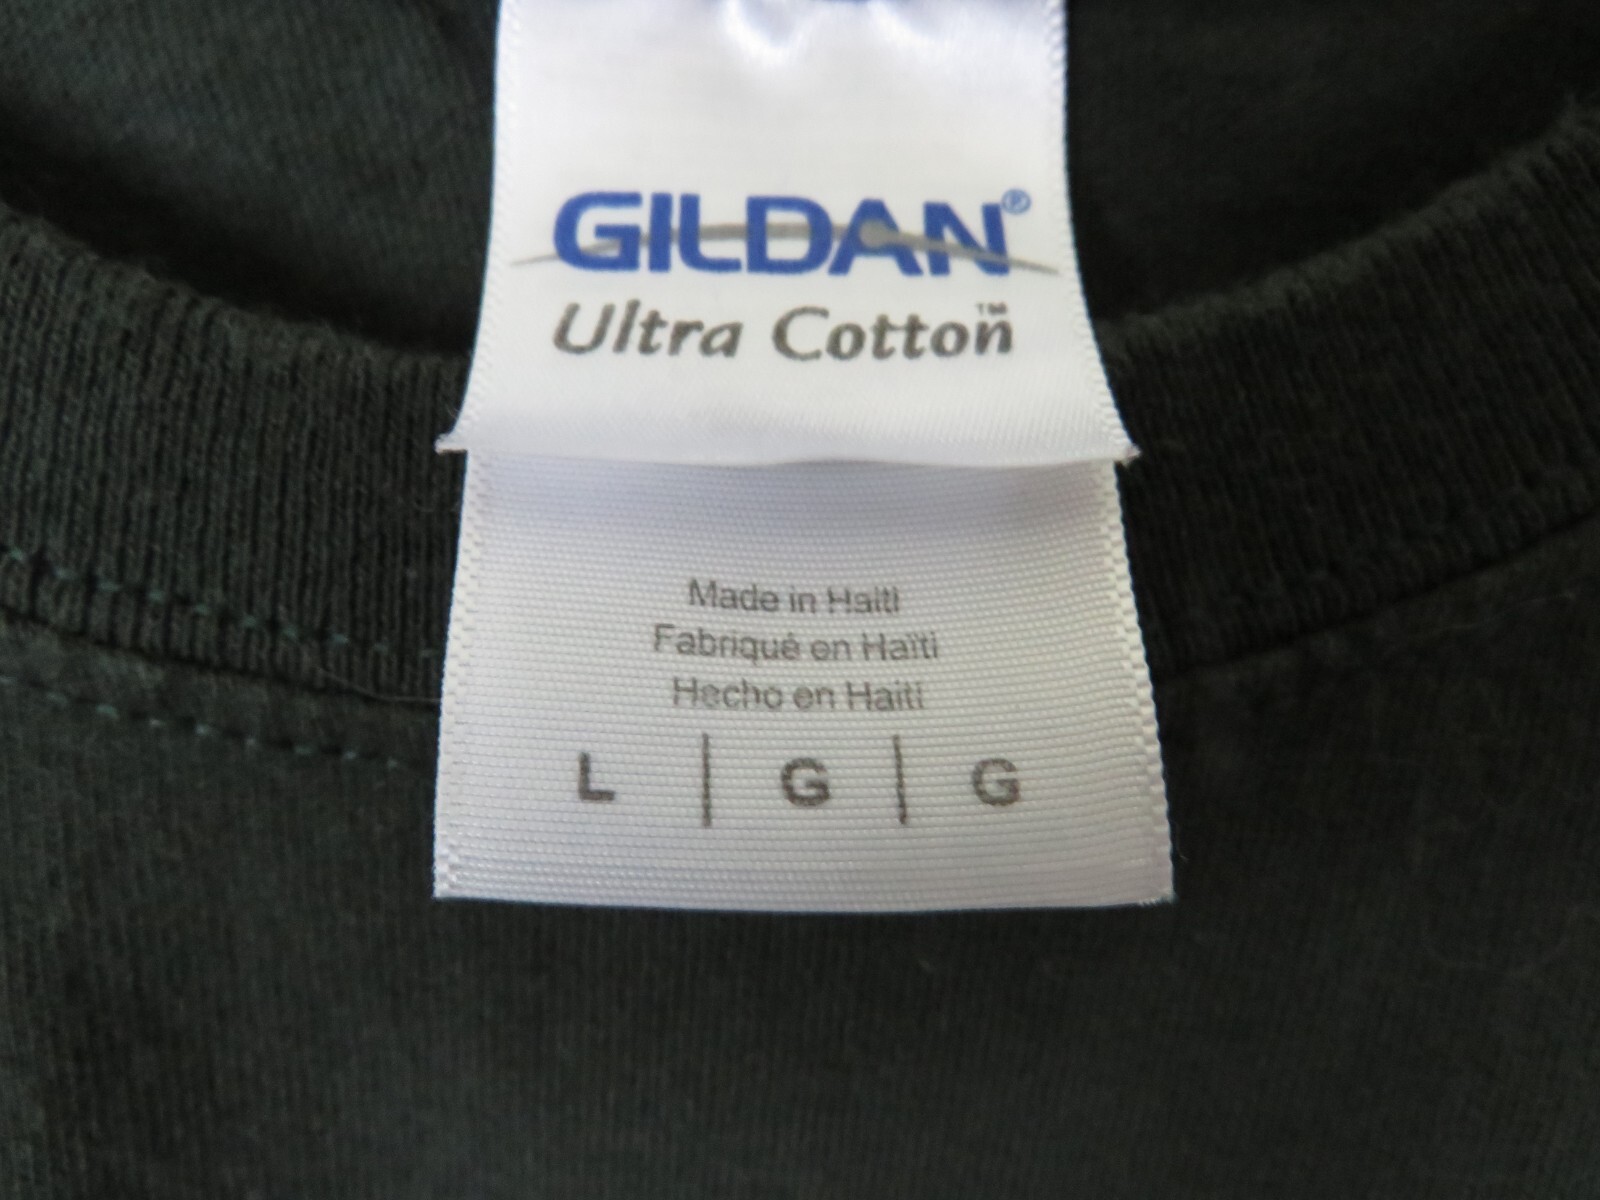 GILDAN®
Ultra Cotton™
Made in Haiti
Fabriqué en Haïti
Hecho en Haiti
L | G | G